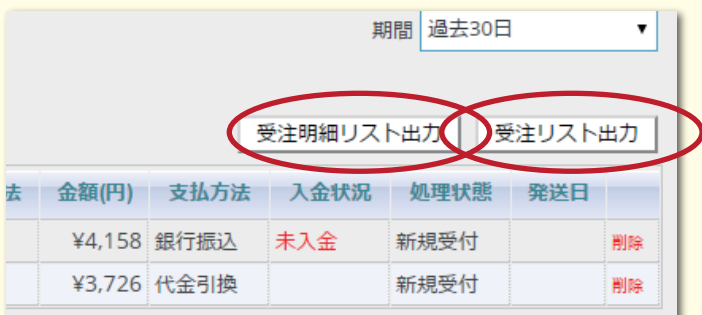 期間 過去30日
受注明細リスト出力 受注リスト出力
法 金額(円) 支払方法 入金状況 処理状態 発送日
¥4,158 銀行振込 未入金 新規受付 削除
¥3,726 代金引換 新規受付 削除